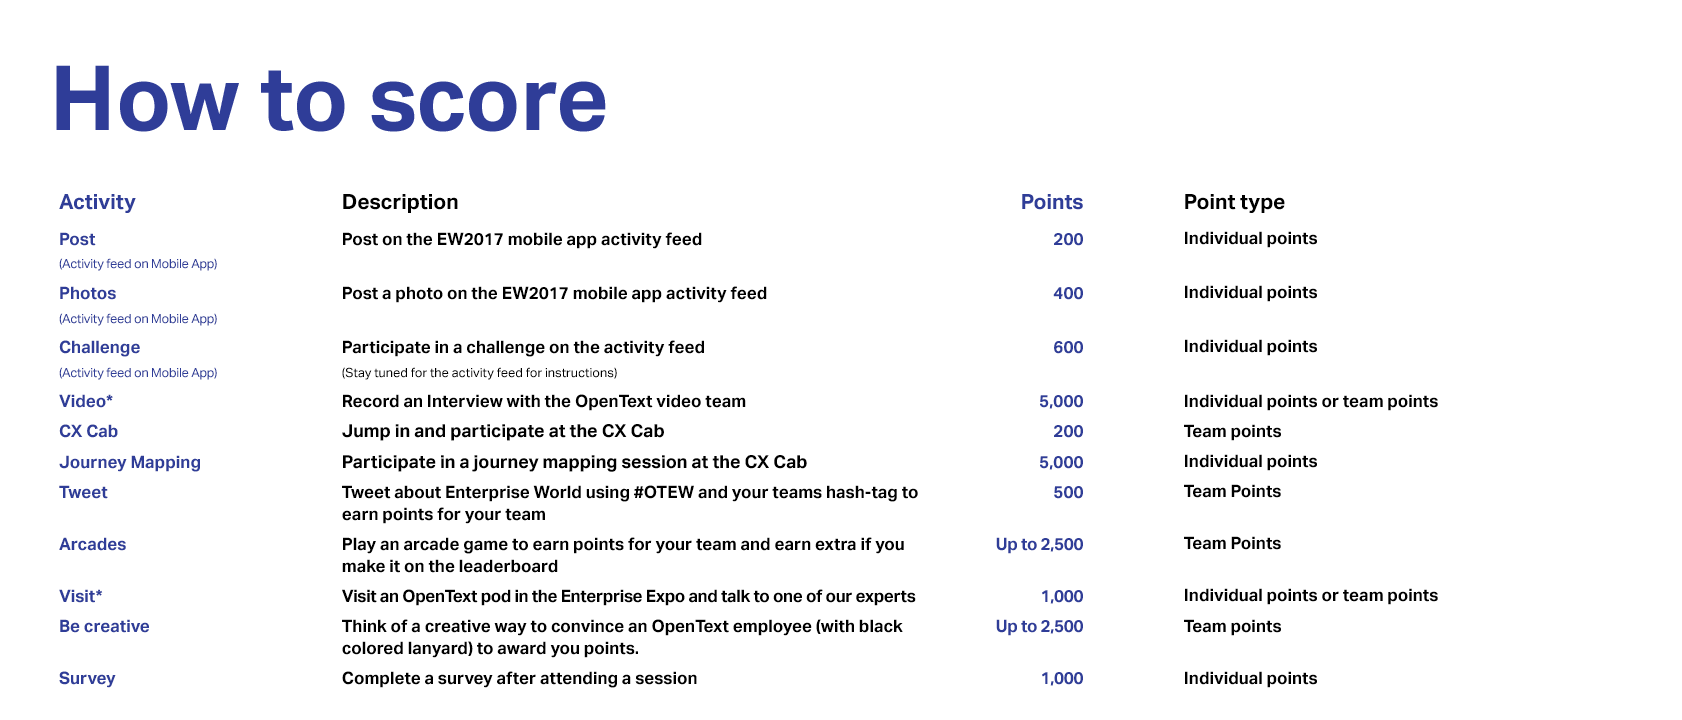 How to score
Activity Description Points Point type
Post Post on the EW2017 mobile app activity feed 200 Individual points
(Activity feed on Mobile App)
Photos Post a photo on the EW2017 mobile app activity feed 400 Individual points
(Activity feed on Mobile App)
Challenge Participate in a challenge on the activity feed 600 Individual points
(Activity feed on Mobile App) (Stay tuned for the activity feed for instructions)
Video* Record an Interview with the OpenText video team 5,000 Individual points or team points
CX Cab Jump in and participate at the CX Cab 200 Team points
Journey Mapping Participate in a journey mapping session at the CX Cab 5,000 Individual points
Tweet Tweet about Enterprise World using #OTEW and your teams hash-tag to 500 Team Points
earn points for your team
Arcades Play an arcade game to earn points for your team and earn extra if you Up to 2,500 Team Points
make it on the leaderboard
Visit* Visit an OpenText pod in the Enterprise Expo and talk to one of our experts 1,000 Individual points or team points
Be creative Think of a creative way to convince an OpenText employee (with black Up to 2,500 Team points
colored lanyard) to award you points.
Survey Complete a survey after attending a session 1,000 Individual points